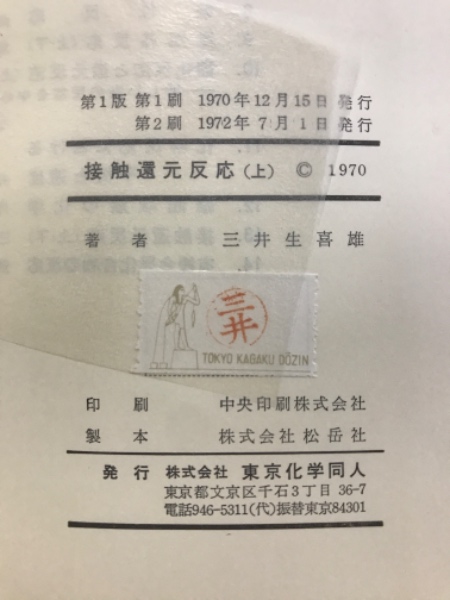 第1版 第1刷 1970年12月15日 発行
第2刷 1972年7月1日 発行
接触還元反応(上) © 1970
著者 三井生喜雄
三井
TOKYO KAGAKU DŌZIN
印刷 中央印刷株式会社
製本 株式会社松岳社
発行 株式会社 東京化学同人
東京都文京区千石3丁目 36-7
電話946-5311(代)振替東京84301